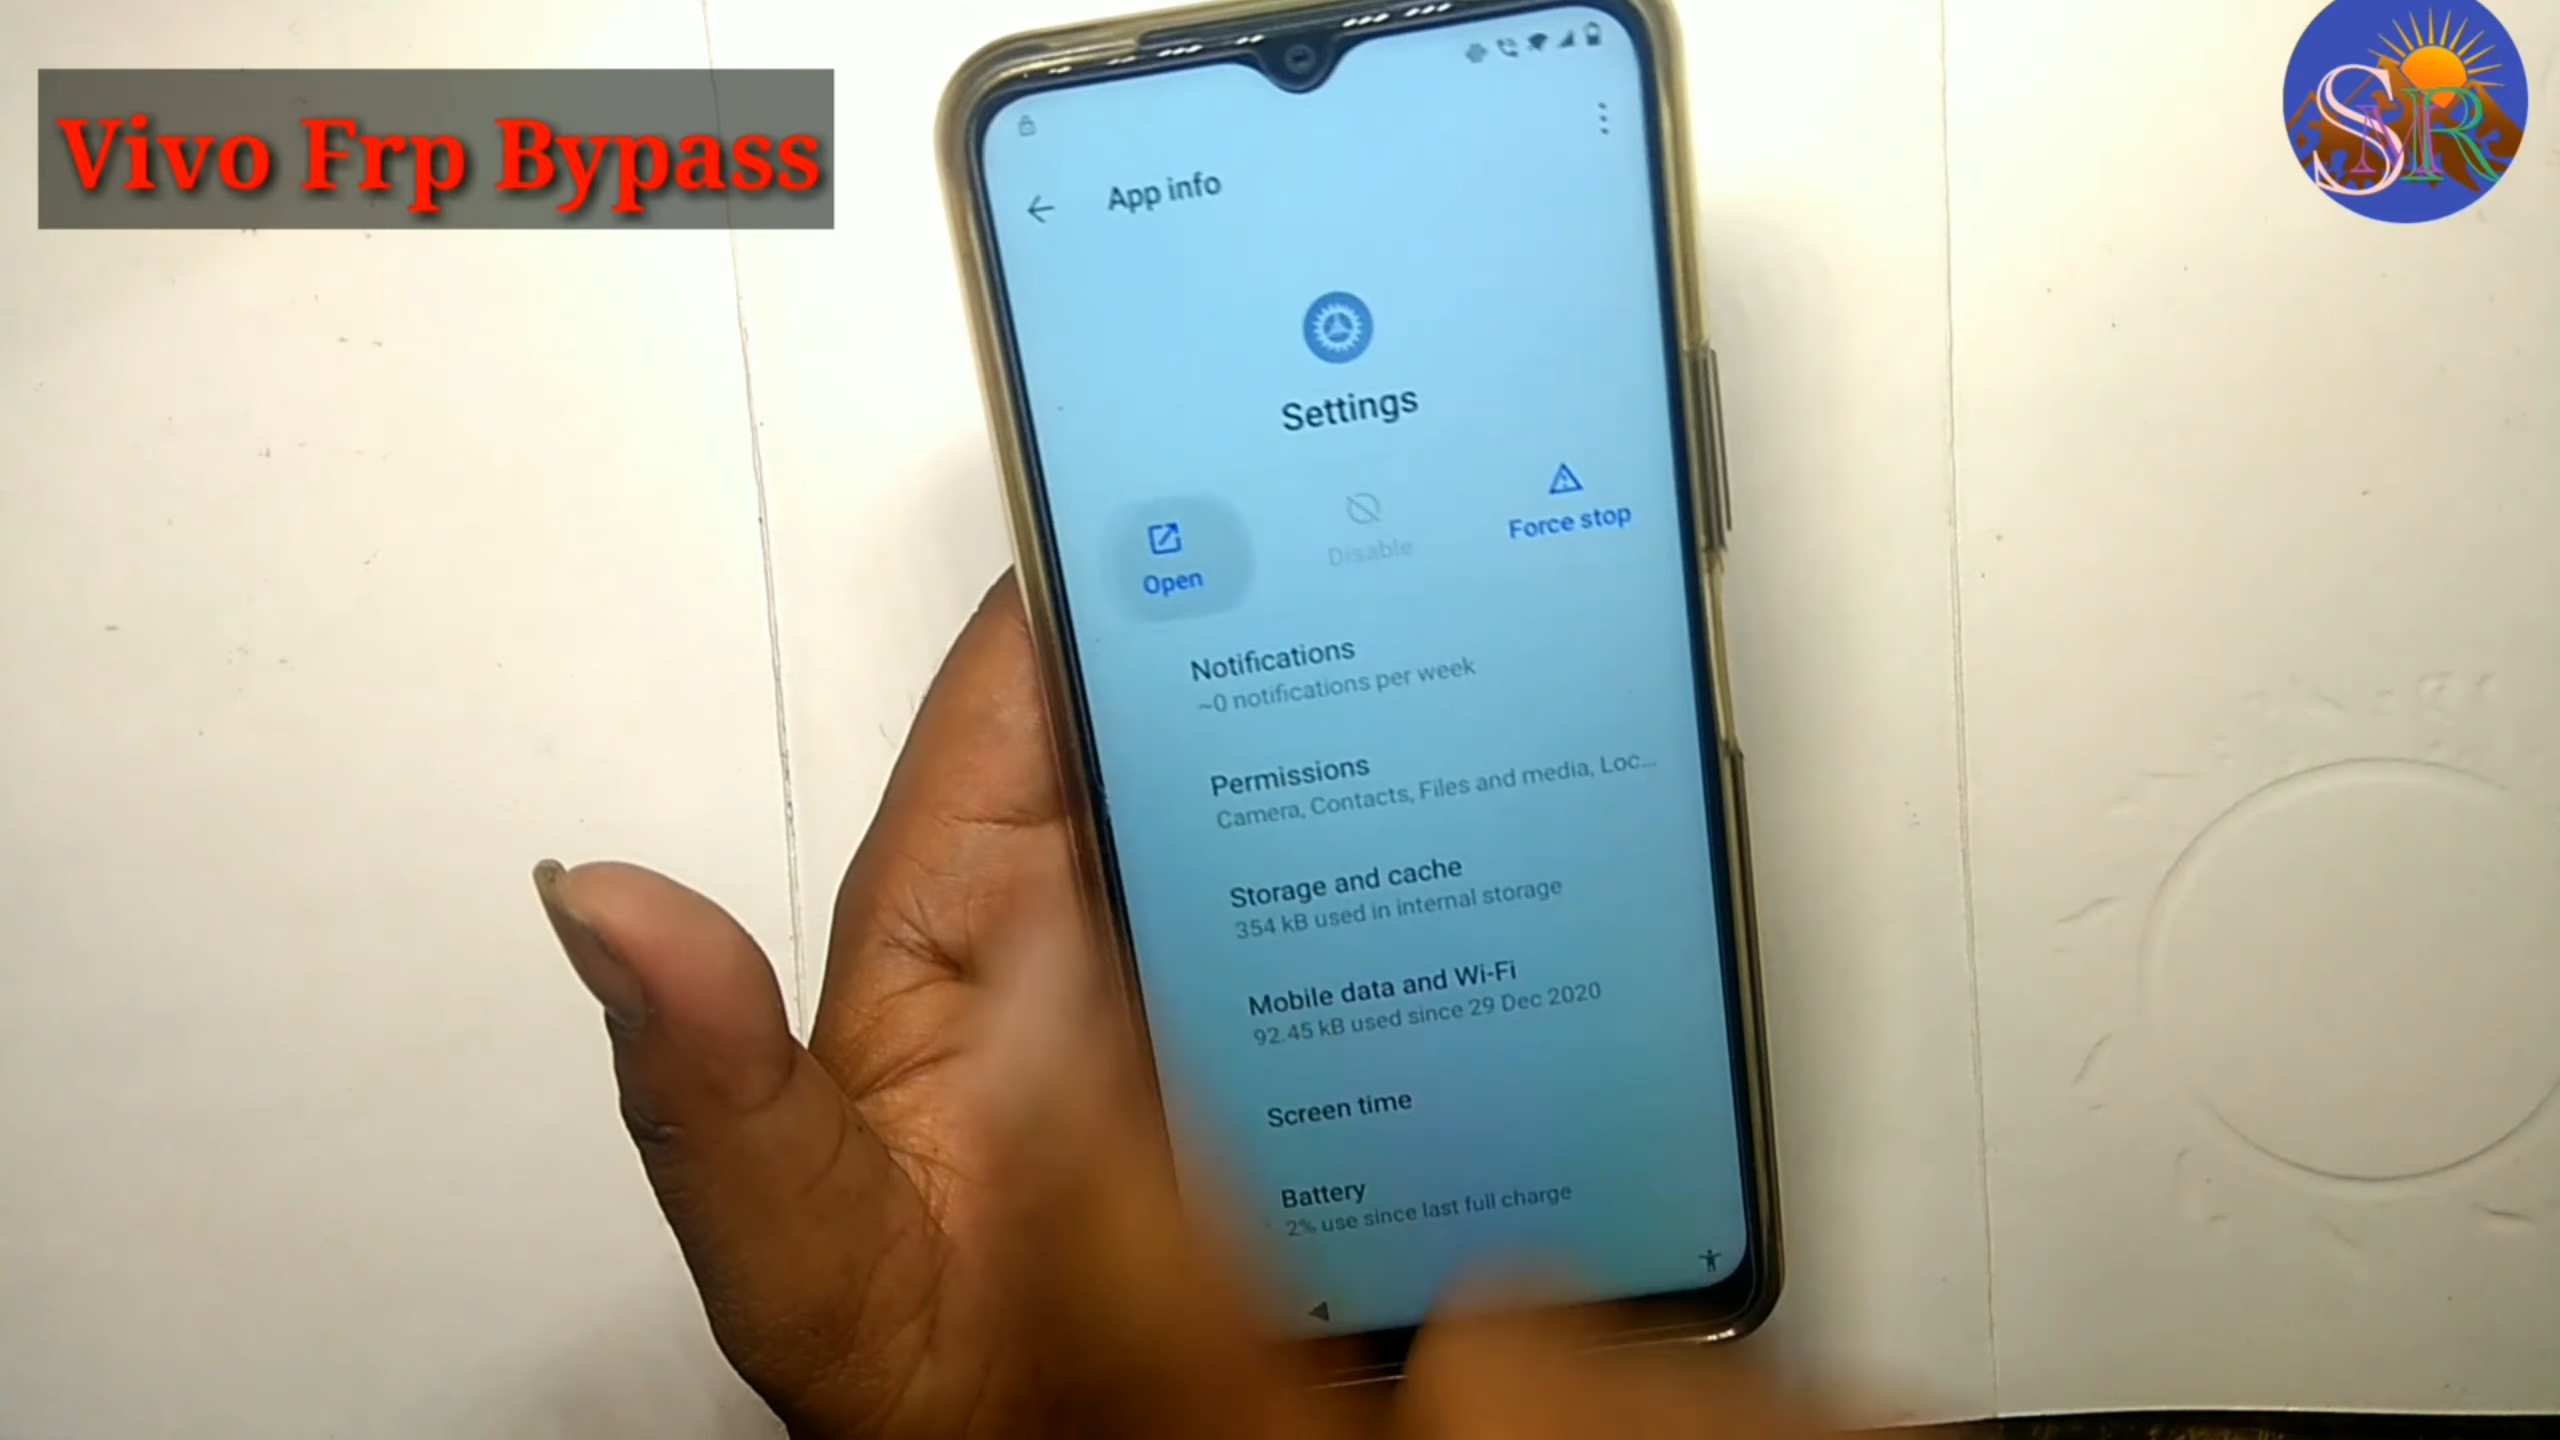 Vivo Frp Bypass
SMR
App info
Settings
Open
Disable
Force stop
Notifications
~0 notifications per week
Permissions
Camera, Contacts, Files and media, Loc...
Storage and cache
354 kB used in internal storage
Mobile data and Wi-Fi
92.45 kB used since 29 Dec 2020
Screen time
Battery
2% use since last full charge